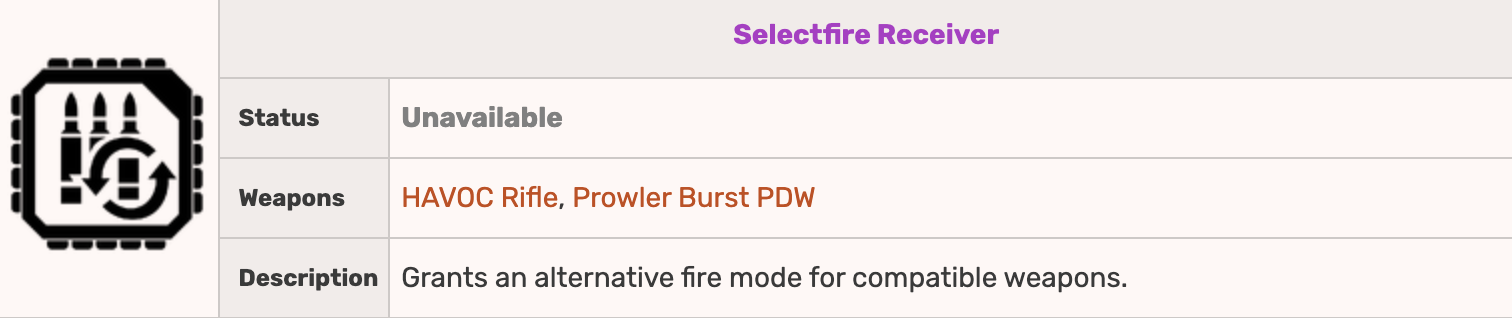 Selectfire Receiver
Status
Unavailable
Weapons
HAVOC Rifle, Prowler Burst PDW
Description
Grants an alternative fire mode for compatible weapons.